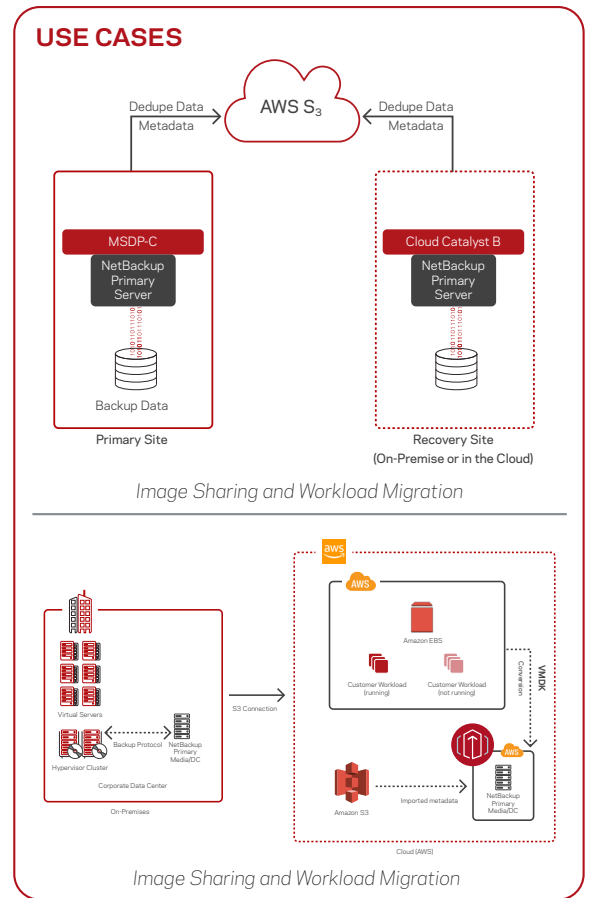 USE CASES
AWS S3
Dedupe Data
Metadata
Dedupe Data
Metadata
MSDP-C
NetBackup
Primary
Server
1010110111010
1010110111010
Backup Data
Primary Site
Cloud Catalyst B
NetBackup
Primary
Server
1010110111010
1010110111010
Recovery Site
(On-Premise or in the Cloud)
Image Sharing and Workload Migration
aws
AWS
Amazon EBS
Customer Workload
(running)
Customer Workload
(not running)
VMDK
Conversion
Virtual Servers
S3 Connection
Backup Protocol
Hypervisor Cluster
NetBackup
Primary
Media/DC
Corporate Data Center
On-Premises
AWS
Amazon S3
Imported metadata
NetBackup
Primary
Media/DC
Cloud (AWS)
Image Sharing and Workload Migration